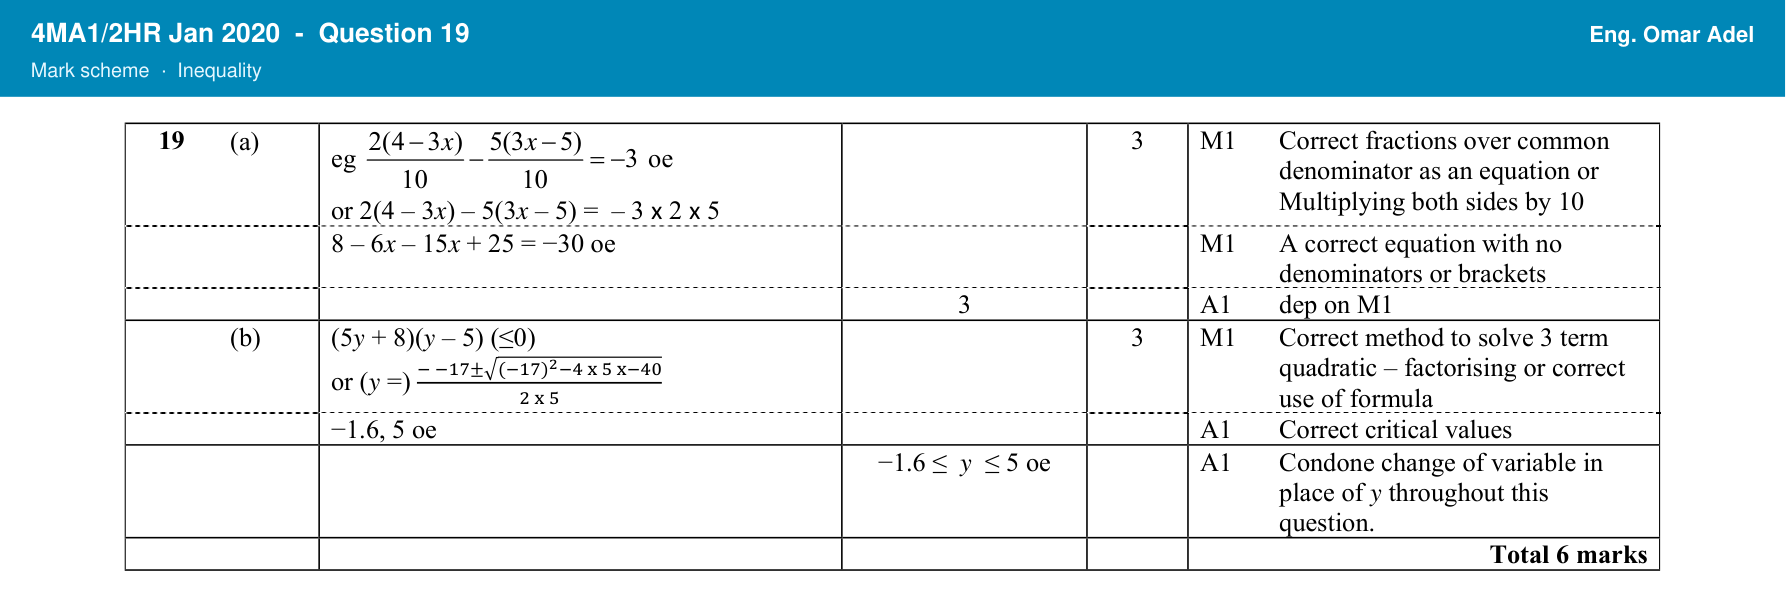 4MA1/2HR Jan 2020 - Question 19
Eng. Omar Adel
Mark scheme · Inequality
19 (a) eg 2(4 – 3x)/10 – 5(3x – 5)/10 = –3 oe 3 M1 Correct fractions over common
denominator as an equation or
or 2(4 – 3x) – 5(3x – 5) = – 3 x 2 x 5 Multiplying both sides by 10
8 – 6x – 15x + 25 = −30 oe M1 A correct equation with no
denominators or brackets
3 A1 dep on M1
(b) (5y + 8)(y – 5) (≤0) 3 M1 Correct method to solve 3 term
or (y =) (− −17±√((−17)²−4 x 5 x−40))/(2 x 5) quadratic – factorising or correct
use of formula
−1.6, 5 oe A1 Correct critical values
−1.6 ≤ y ≤ 5 oe A1 Condone change of variable in
place of y throughout this
question.
Total 6 marks